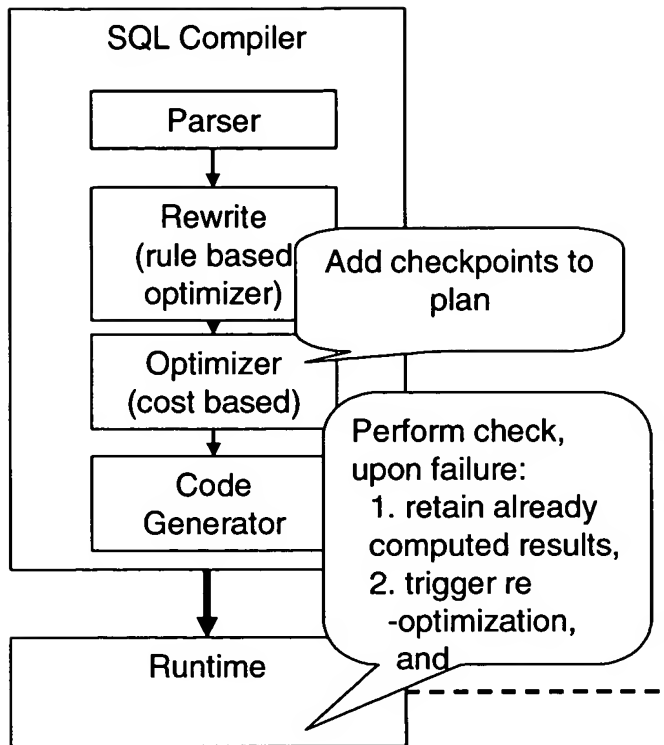 SQL Compiler
Parser
Rewrite
(rule based
optimizer)
Add checkpoints to
plan
Optimizer
(cost based)
Perform check,
upon failure:
1. retain already
computed results,
2. trigger re
-optimization,
and
Code
Generator
Runtime